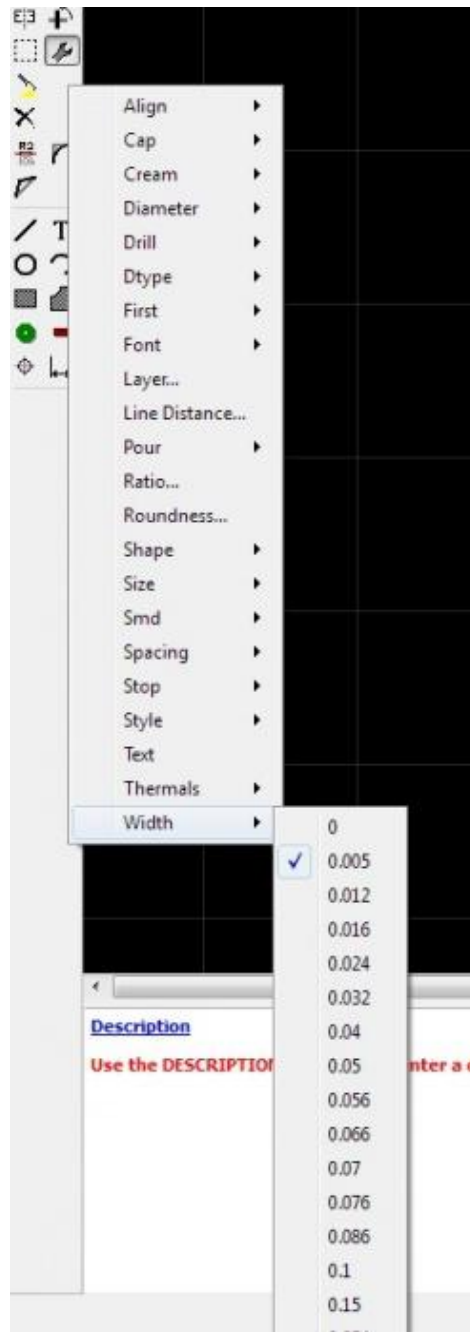 R2
10k
T
Align
Cap
Cream
Diameter
Drill
Dtype
First
Font
Layer...
Line Distance...
Pour
Ratio...
Roundness...
Shape
Size
Smd
Spacing
Stop
Style
Text
Thermals
Width
0
0.005
0.012
0.016
0.024
0.032
Description
0.04
Use the DESCRIPTION
0.05
nter a
0.056
0.066
0.07
0.076
0.086
0.1
0.15